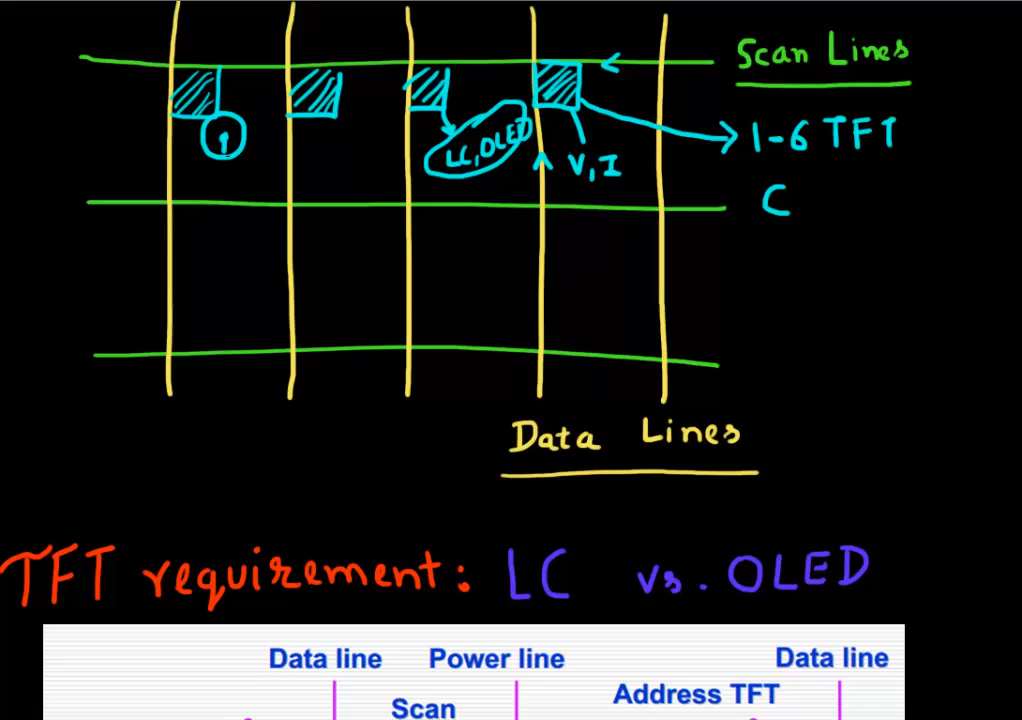 Scan Lines
1
LC, OLED
V, I
1-6 TFT
C
Data Lines
TFT requirement: LC vs. OLED
Data line Power line Data line
Scan Address TFT